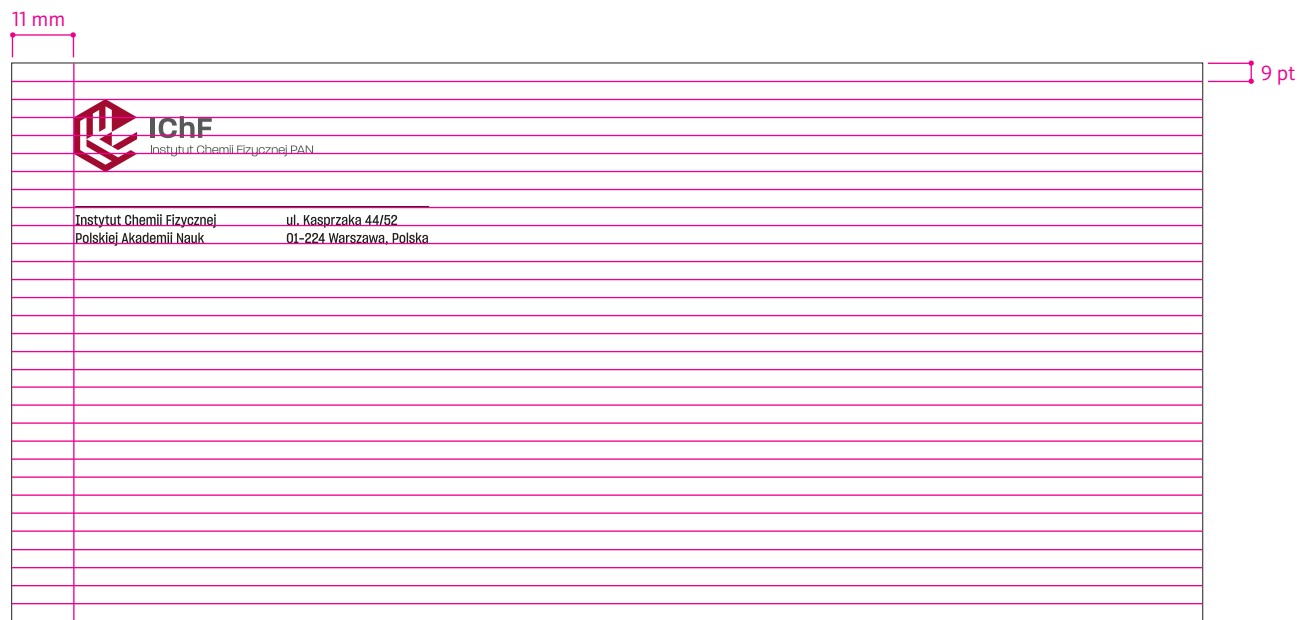 11 mm
9 pt
IChF
Instytut Chemii Fizycznej PAN
Instytut Chemii Fizycznej
Polskiej Akademii Nauk
ul. Kasprzaka 44/52
01-224 Warszawa, Polska